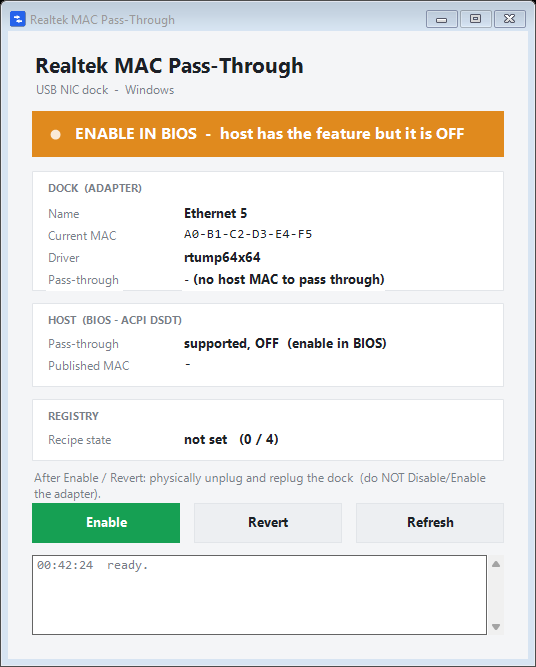 Realtek MAC Pass-Through
Realtek MAC Pass-Through
USB NIC dock - Windows
ENABLE IN BIOS - host has the feature but it is OFF
DOCK (ADAPTER)
Name Ethernet 5
Current MAC A0-B1-C2-D3-E4-F5
Driver rtump64x64
Pass-through - (no host MAC to pass through)
HOST (BIOS - ACPI DSDT)
Pass-through supported, OFF (enable in BIOS)
Published MAC -
REGISTRY
Recipe state not set (0 / 4)
After Enable / Revert: physically unplug and replug the dock (do NOT Disable/Enable
the adapter).
Enable Revert Refresh
00:42:24 ready.